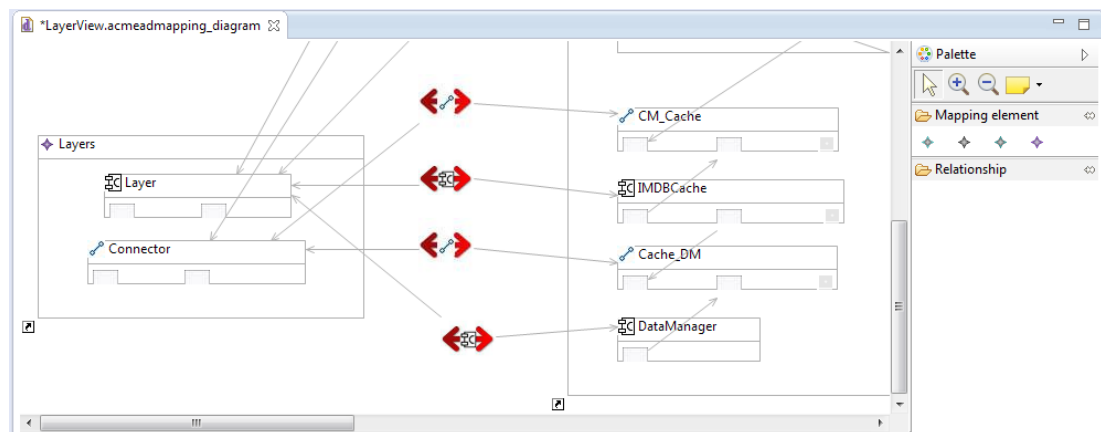 *LayerView.acmeadmapping_diagram
Palette
Mapping element
Relationship
Layers
Layer
Connector
CM_Cache
IMDBCache
Cache_DM
DataManager